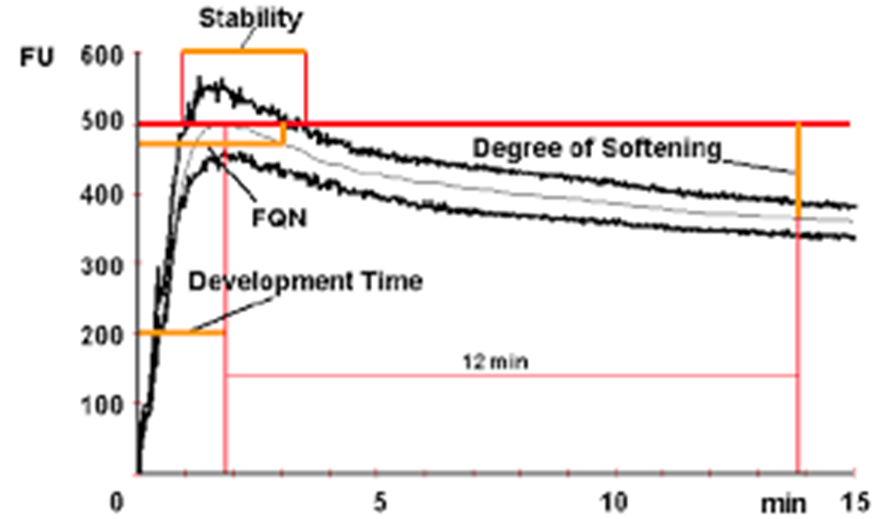 Stability
FU 600
500
Degree of Softening
400
FQN
300
Development Time
200
12 min
100
0 5 10 min 15